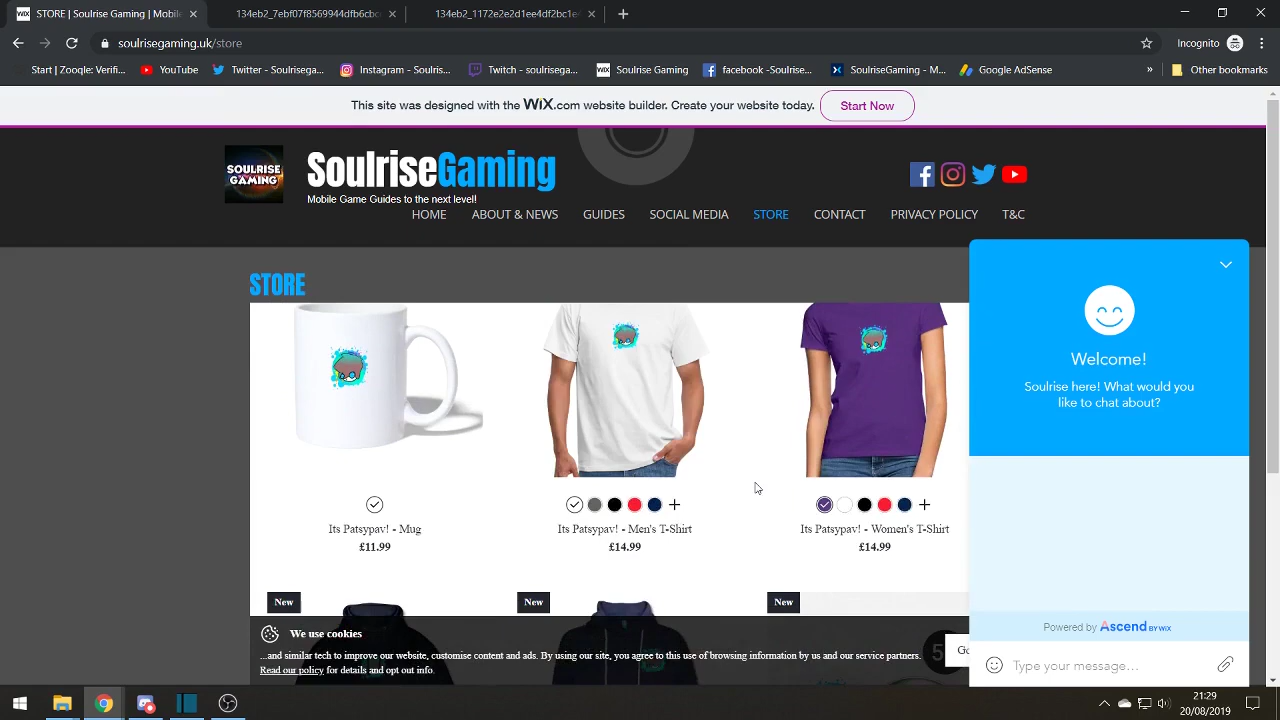 STORE | Soulrise Gaming | Mobile
134eb2_7ebf07f8569944dfb6cbc
134eb2_1172e2e2d1ee4df2bc1e
soulrisegaming.uk/store
Incognito
Start | Zoogle: Verifi...
YouTube
Twitter - Soulrisega...
Instagram - Soulris...
Twitch - soulrisega...
WiX
Soulrise Gaming
facebook -Soulrise...
SoulriseGaming - M...
Google AdSense
»
Other bookmarks
This site was designed with the WiX.com website builder. Create your website today.
Start Now
SOULRISE
GAMING
SoulriseGaming
Mobile Game Guides to the next level!
HOME
ABOUT & NEWS
GUIDES
SOCIAL MEDIA
STORE
CONTACT
PRIVACY POLICY
T&C
STORE
Its Patsypav! - Mug
£11.99
Its Patsypav! - Men's T-Shirt
£14.99
Its Patsypav! - Women's T-Shirt
£14.99
New
New
New
We use cookies
...and similar tech to improve our website, customise content and ads. By using our site, you agree to this use of browsing information by us and our service partners.
Read our policy for details and opt out info.
Welcome!
Soulrise here! What would you
like to chat about?
Powered by Ascend BY WiX
Type your message...
21:29
20/08/2019